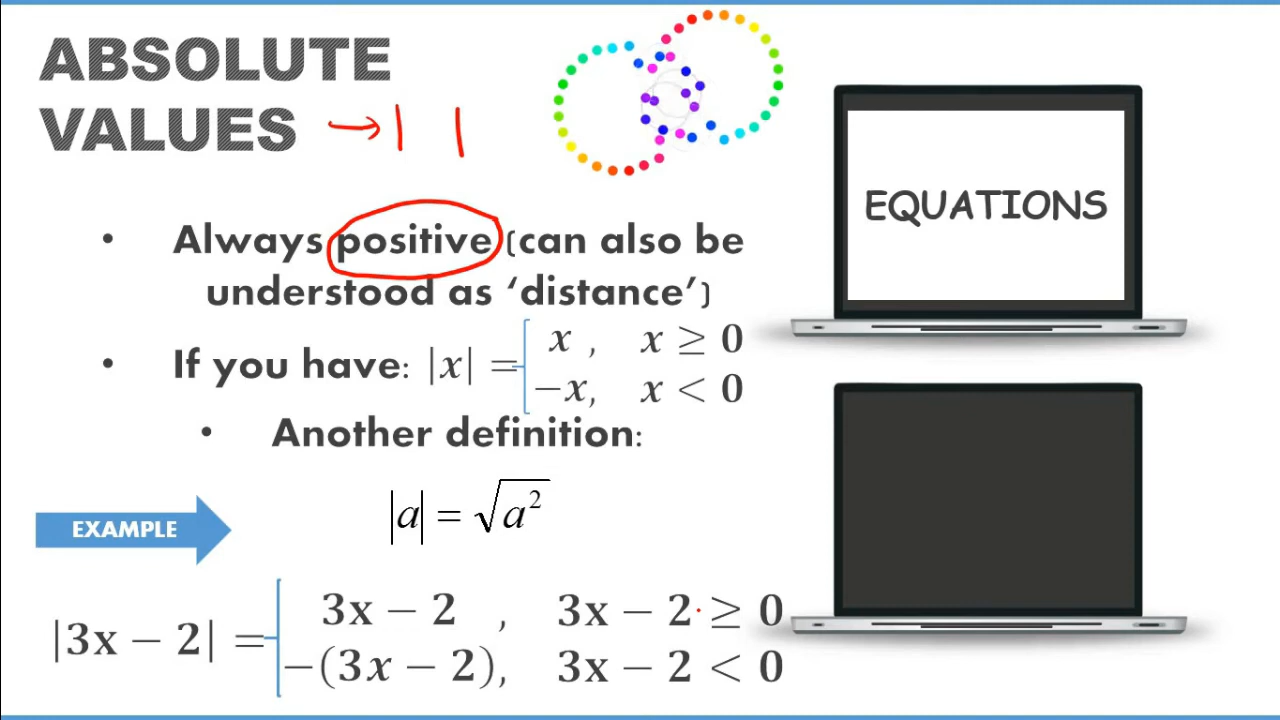 ABSOLUTE
VALUES → | |
• Always positive (can also be
understood as ‘distance’)
• If you have: |x| = { x , x ≥ 0
−x, x < 0
• Another definition:
|a| = √a²
EXAMPLE
|3x − 2| = { 3x − 2 , 3x − 2 ≥ 0
−(3x − 2), 3x − 2 < 0
EQUATIONS